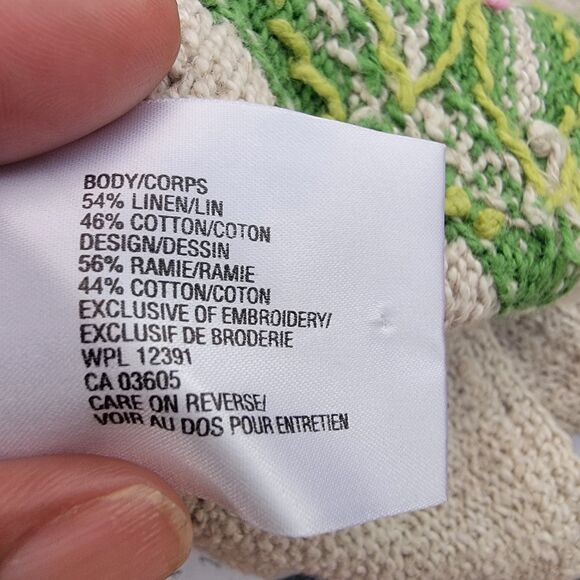 BODY/CORPS
54% LINEN/LIN
46% COTTON/COTON
DESIGN/DESSIN
56% RAMIE/RAMIE
44% COTTON/COTON
EXCLUSIVE OF EMBROIDERY/
EXCLUSIF DE BRODERIE
WPL 12391
CA 03605
CARE ON REVERSE/
VOIR AU DOS POUR ENTRETIEN